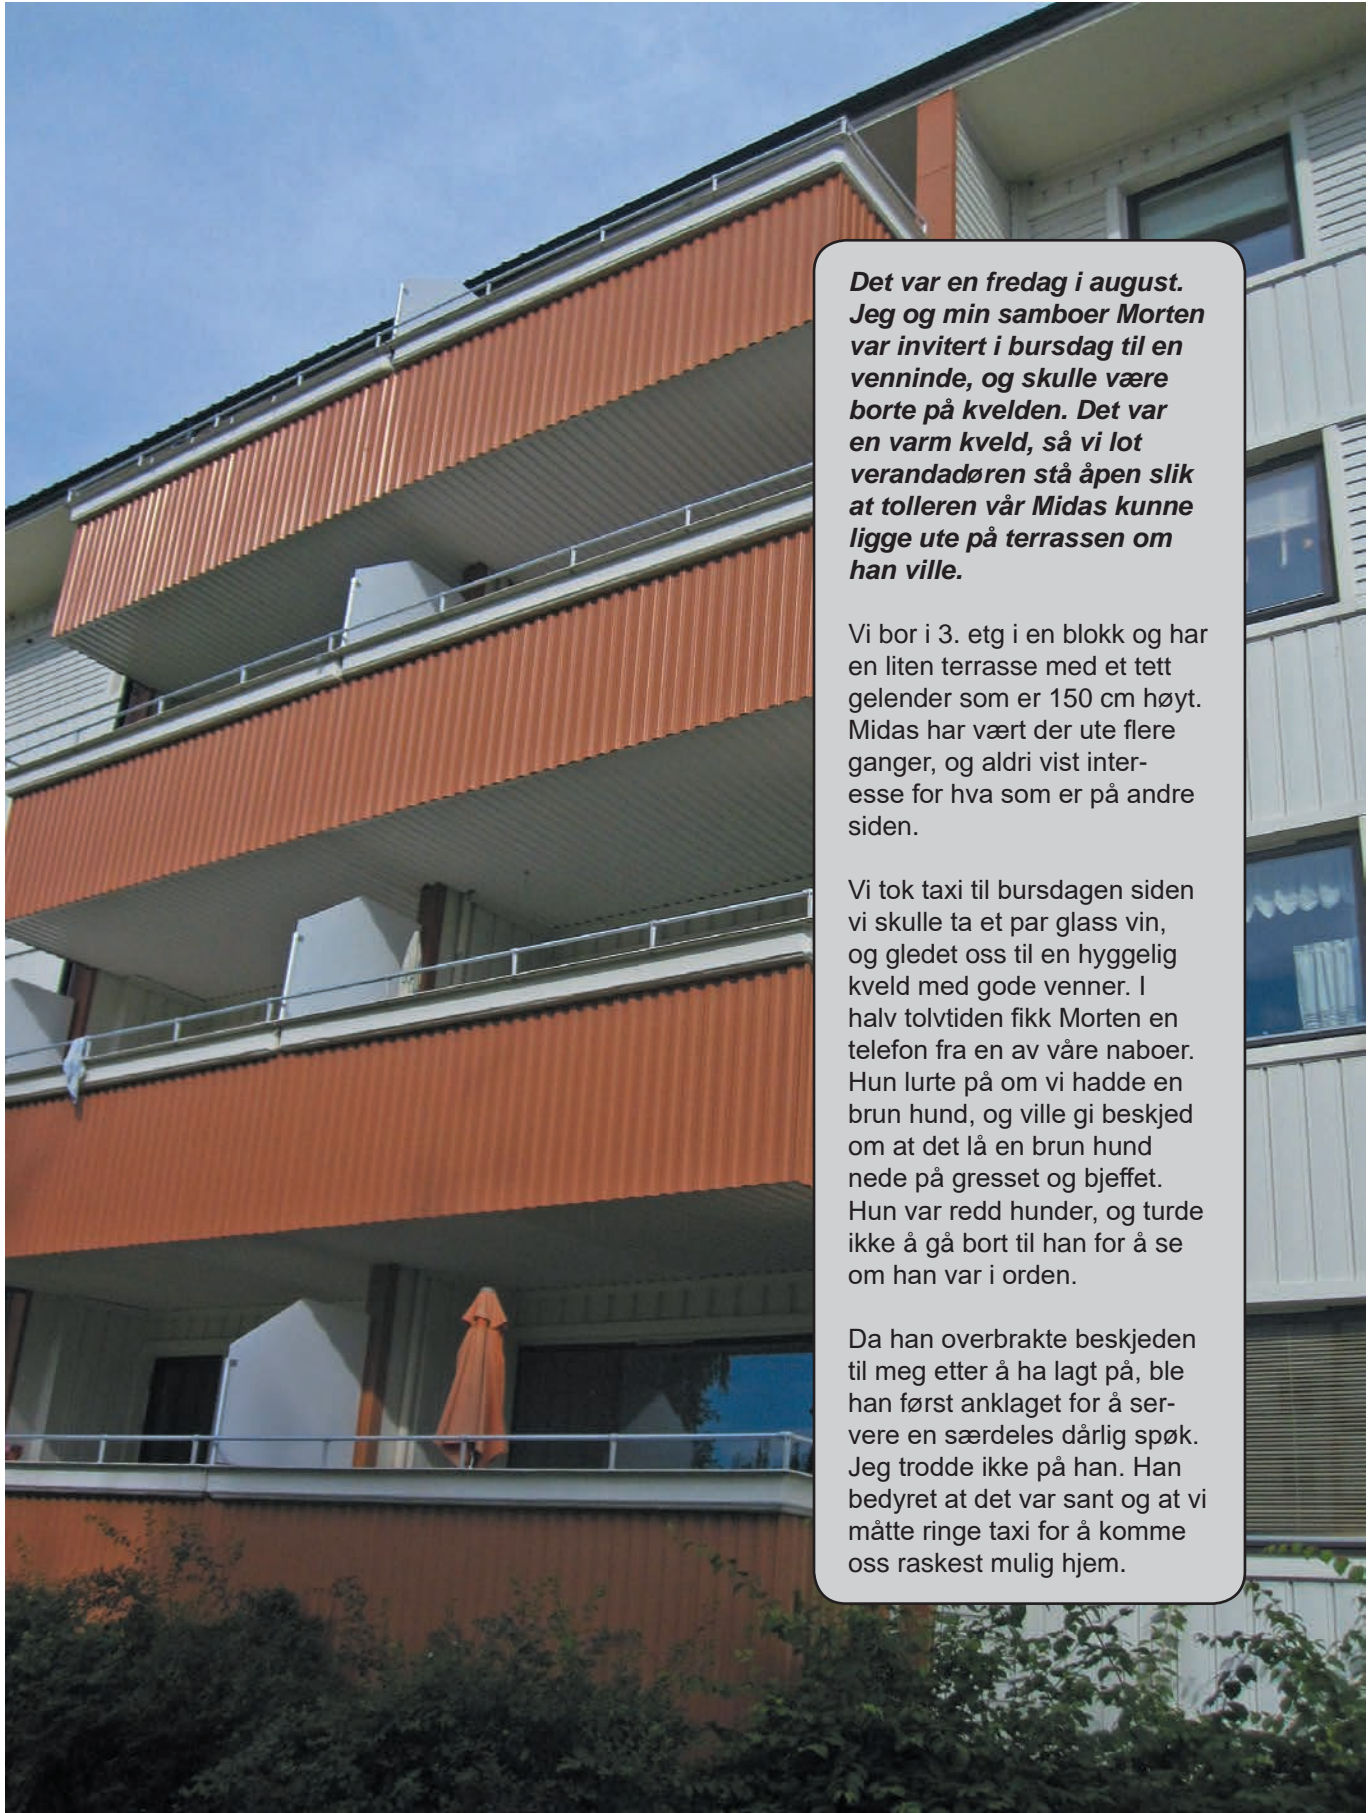 Det var en fredag i august.
Jeg og min samboer Morten
var invitert i bursdag til en
venninde, og skulle være
borte på kvelden. Det var
en varm kveld, så vi lot
verandadøren stå åpen slik
at tolleren vår Midas kunne
ligge ute på terrassen om
han ville.
Vi bor i 3. etg i en blokk og har
en liten terrasse med et tett
gelender som er 150 cm høyt.
Midas har vært der ute flere
ganger, og aldri vist inter-
esse for hva som er på andre
siden.
Vi tok taxi til bursdagen siden
vi skulle ta et par glass vin,
og gledet oss til en hyggelig
kveld med gode venner. I
halv tolvtiden fikk Morten en
telefon fra en av våre naboer.
Hun lurte på om vi hadde en
brun hund, og ville gi beskjed
om at det lå en brun hund
nede på gresset og bjeffet.
Hun var redd hunder, og turde
ikke å gå bort til han for å se
om han var i orden.
Da han overbrakte beskjeden
til meg etter å ha lagt på, ble
han først anklaget for å ser-
vere en særdeles dårlig spøk.
Jeg trodde ikke på han. Han
bedyret at det var sant og at vi
måtte ringe taxi for å komme
oss raskest mulig hjem.